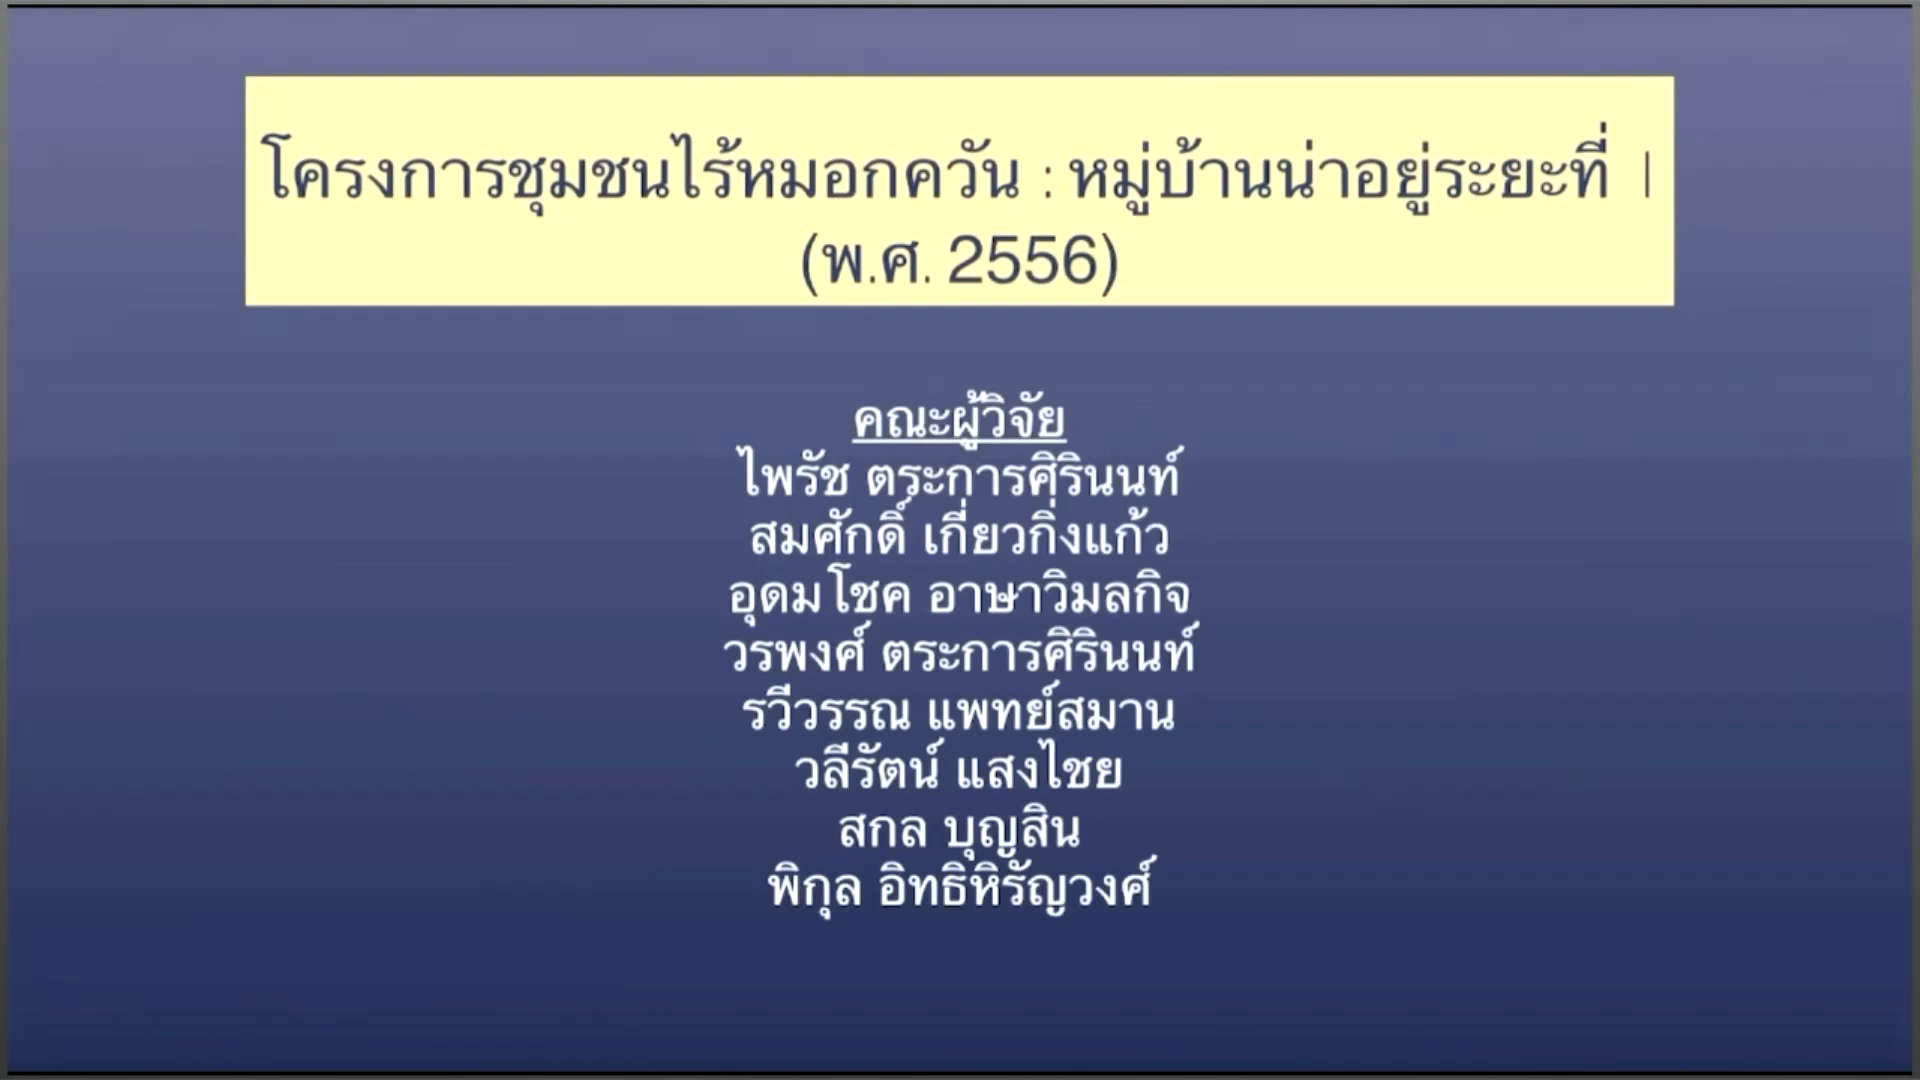 โครงการชุมชนไร้หมอกควัน : หมู่บ้านน่าอยู่ระยะที่ I
(พ.ศ. 2556)
คณะผู้วิจัย
ไพรัช ตระการศิรินนท์
สมศักดิ์ เกี่ยวกิ่งแก้ว
อุดมโชค อาษาวิมลกิจ
วรพงศ์ ตระการศิรินนท์
รวีวรรณ แพทย์สมาน
วลีรัตน์ แสงไชย
สกล บุญสิน
พิกุล อิทธิหิรัญวงศ์